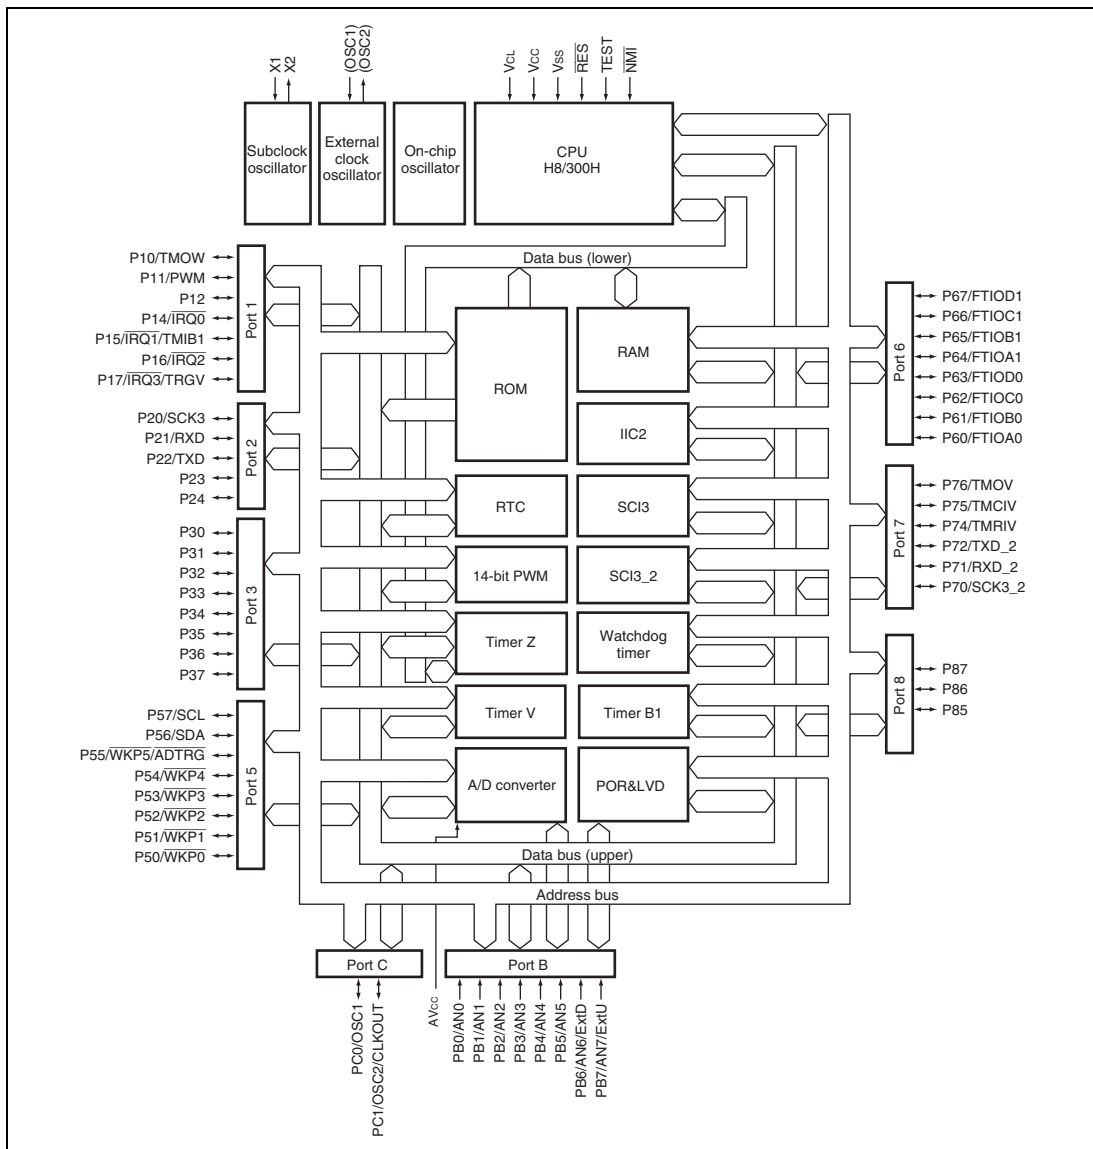 X1
X2
(OSC1)
(OSC2)
VCL
VCC
VSS
RES
TEST
NMI
Subclock
oscillator
External
clock
oscillator
On-chip
oscillator
CPU
H8/300H
Data bus (lower)
P10/TMOW
P11/PWM
P12
P14/IRQ0
P15/IRQ1/TMIB1
P16/IRQ2
P17/IRQ3/TRGV
Port 1
P20/SCK3
P21/RXD
P22/TXD
P23
P24
Port 2
P30
P31
P32
P33
P34
P35
P36
P37
Port 3
P57/SCL
P56/SDA
P55/WKP5/ADTRG
P54/WKP4
P53/WKP3
P52/WKP2
P51/WKP1
P50/WKP0
Port 5
ROM
RAM
IIC2
RTC
SCI3
14-bit PWM
SCI3_2
Timer Z
Watchdog
timer
Timer V
Timer B1
A/D converter
POR&LVD
Port 6
P67/FTIOD1
P66/FTIOC1
P65/FTIOB1
P64/FTIOA1
P63/FTIOD0
P62/FTIOC0
P61/FTIOB0
P60/FTIOA0
Port 7
P76/TMOV
P75/TMCIV
P74/TMRIV
P72/TXD_2
P71/RXD_2
P70/SCK3_2
Port 8
P87
P86
P85
Data bus (upper)
Address bus
Port C
Port B
PC0/OSC1
PC1/OSC2/CLKOUT
AVCC
PB0/AN0
PB1/AN1
PB2/AN2
PB3/AN3
PB4/AN4
PB5/AN5
PB6/AN6/ExtD
PB7/AN7/ExtU